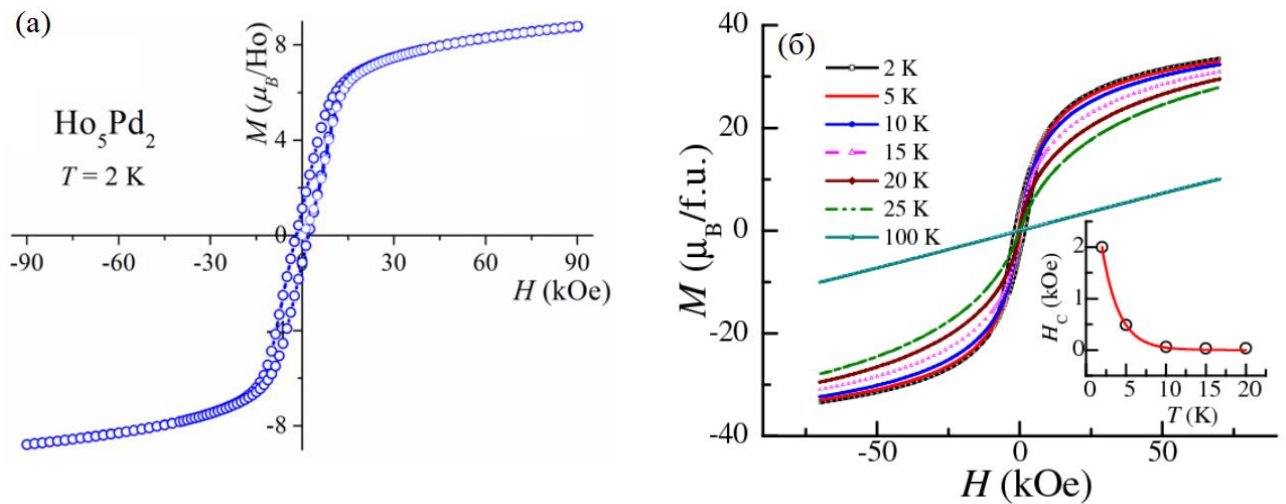 (а)
M (μB/Ho)
8
4
Ho5Pd2
T = 2 K
0
-90 -60 -30 0 30 60 90
H (kOe)
-8
(б)
40
2 K
5 K
20
10 K
15 K
20 K
25 K
0
100 K
M (μB/f.u.)
-20
-40
-50 0 50
H (kOe)
HC (kOe)
2
1
0
0 5 10 15 20
T (K)